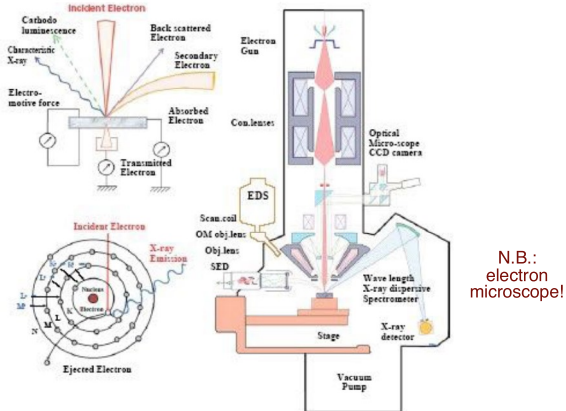 Incident Electron
Cathodo
luminescence
Characteristic
X-ray
Back scattered
Electron
Secondary
Electron
Electro-
motive force
Absorbed
Electron
Transmitted
Electron
Incident Electron
X-ray
Emission
Nucleus
Electron
K
L
M
N
Ejected Electron
Electron
Gun
Con.lenses
Optical
Micro-scope
CCD camera
EDS
Scan.coil
OM obj.lens
Obj.lens
SED
Wave length
X-ray dispersive
Spectrometer
Stage
X-ray
detector
Vacuum
Pump
N.B.:
electron
microscope!